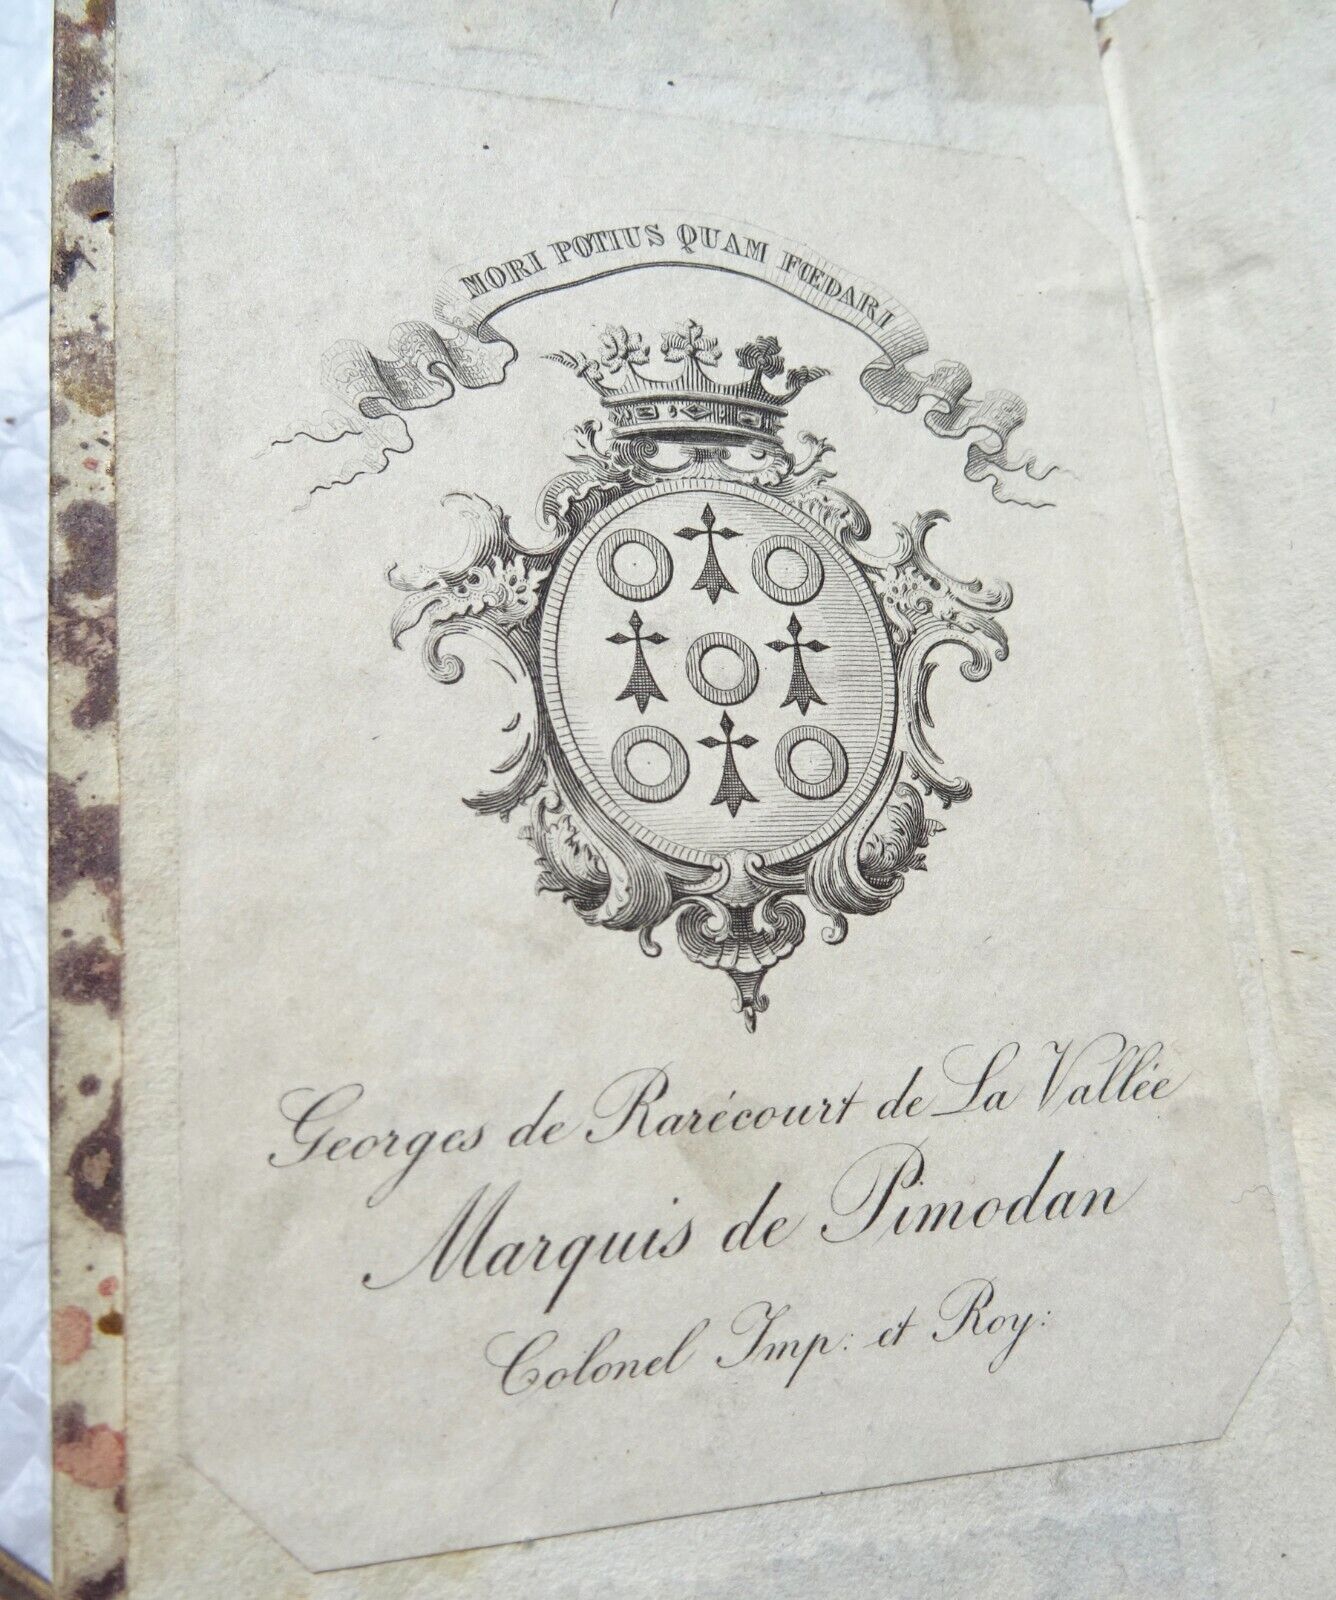 MORI POTIUS QUAM FŒDARI
Georges de Rarécourt de La Vallée
Marquis de Pimodan
Colonel Imp: et Roy: